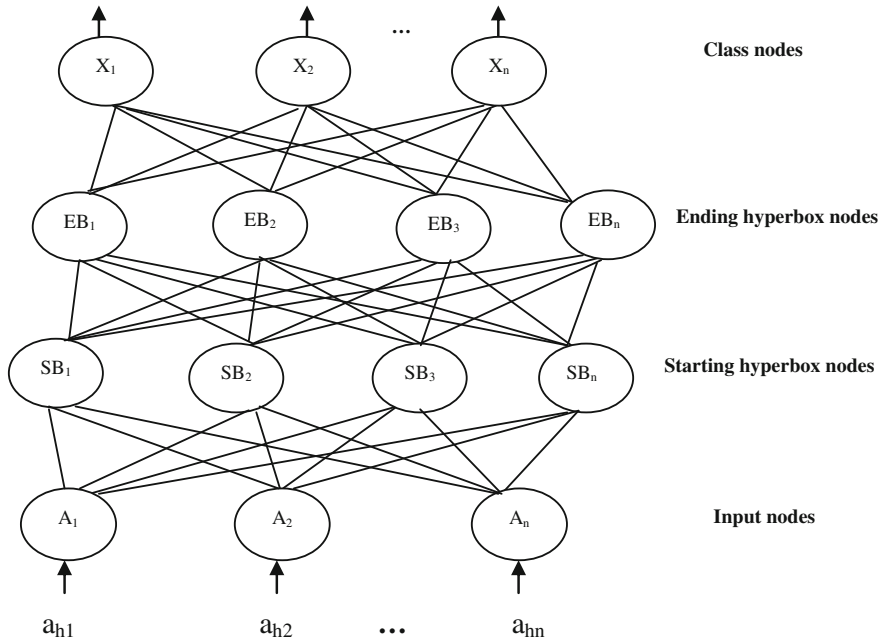 ...
X1 X2 Xn Class nodes
EB1 EB2 EB3 EBn Ending hyperbox nodes
SB1 SB2 SB3 SBn Starting hyperbox nodes
A1 A2 An Input nodes
ah1 ah2 ... ahn